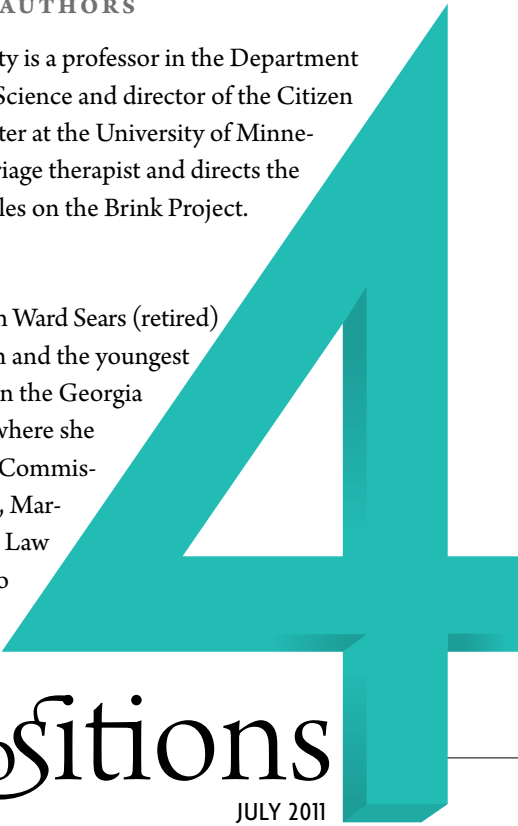 AUTHORS
ty is a professor in the Department
Science and director of the Citizen
ter at the University of Minne-
riage therapist and directs the
les on the Brink Project.
n Ward Sears (retired)
n and the youngest
n the Georgia
where she
Commis-
, Mar-
Law
o
4
ositions
JULY 2011